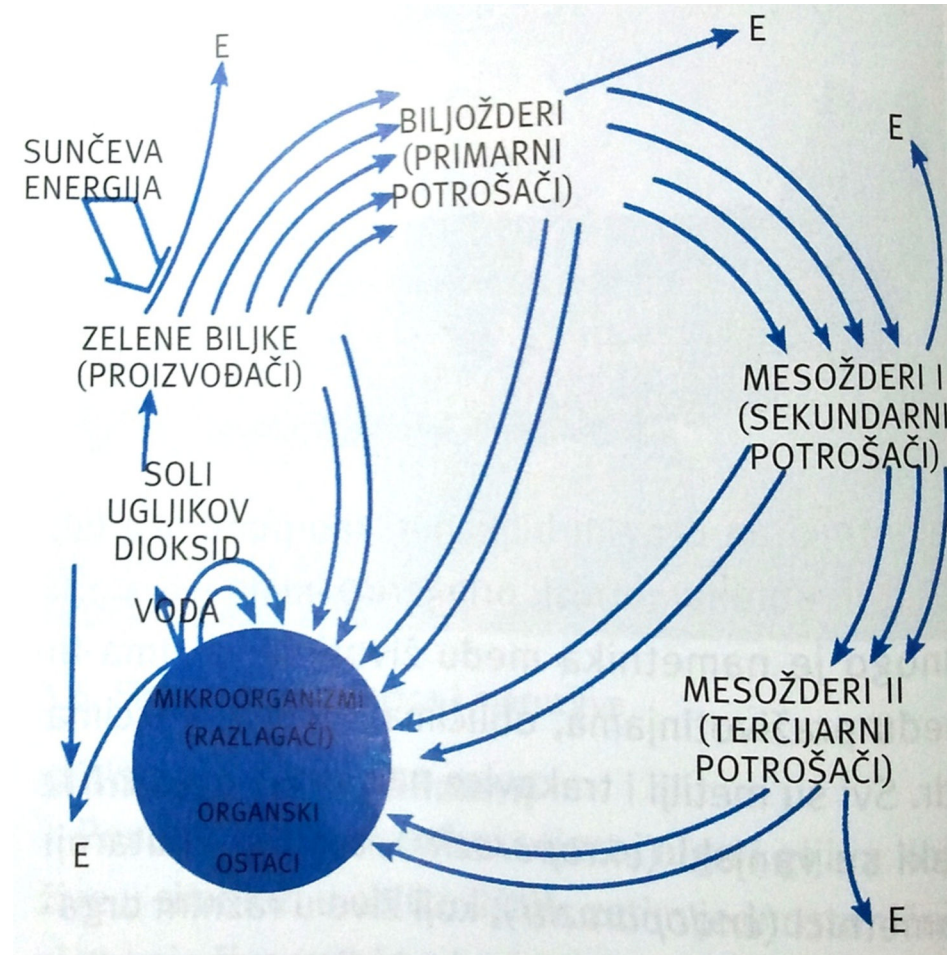 E
E
SUNČEVA
ENERGIJA
BILJOŽDERI
(PRIMARNI
POTROŠAČI)
E
ZELENE BILJKE
(PROIZVOĐAČI)
MESOŽDERI I
(SEKUNDARNI
POTROŠAČI)
SOLI
UGLJIKOV
DIOKSID
VODA
MIKROORGANIZMI
(RAZLAGAČI)
ORGANSKI
OSTACI
MESOŽDERI II
(TERCIJARNI
POTROŠAČI)
E
E